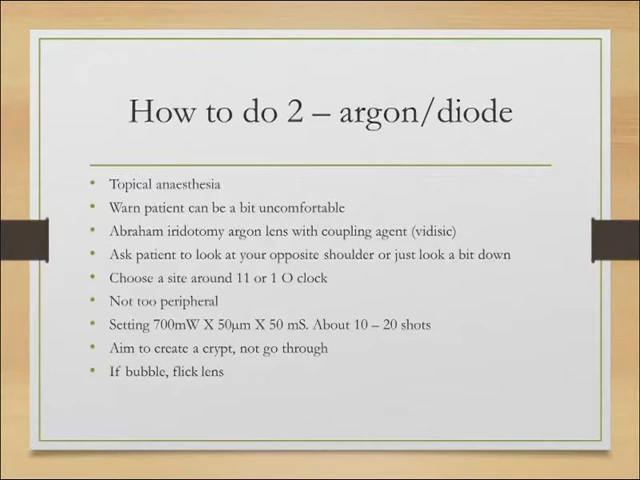 How to do 2 – argon/diode
• Topical anaesthesia
• Warn patient can be a bit uncomfortable
• Abraham iridotomy argon lens with coupling agent (vidisic)
• Ask patient to look at your opposite shoulder or just look a bit down
• Choose a site around 11 or 1 O clock
• Not too peripheral
• Setting 700mW X 50µm X 50 mS. About 10 – 20 shots
• Aim to create a crypt, not go through
• If bubble, flick lens